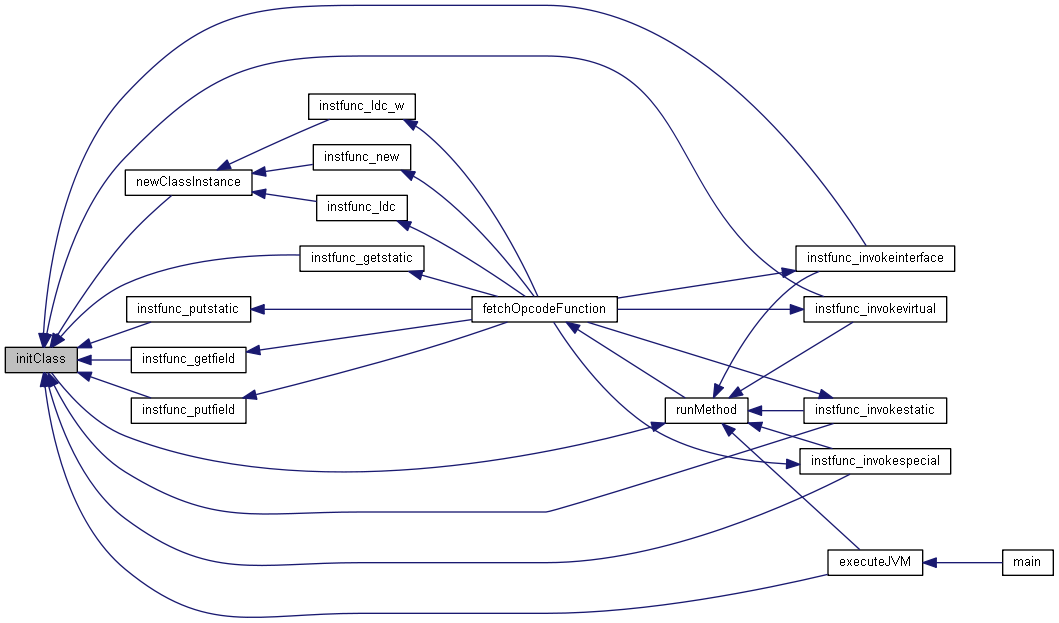 instfunc_ldc_w
instfunc_new
newClassInstance
instfunc_ldc
instfunc_getstatic
instfunc_invokeinterface
instfunc_putstatic
fetchOpcodeFunction
instfunc_invokevirtual
initClass
instfunc_getfield
instfunc_putfield
runMethod
instfunc_invokestatic
instfunc_invokespecial
executeJVM
main